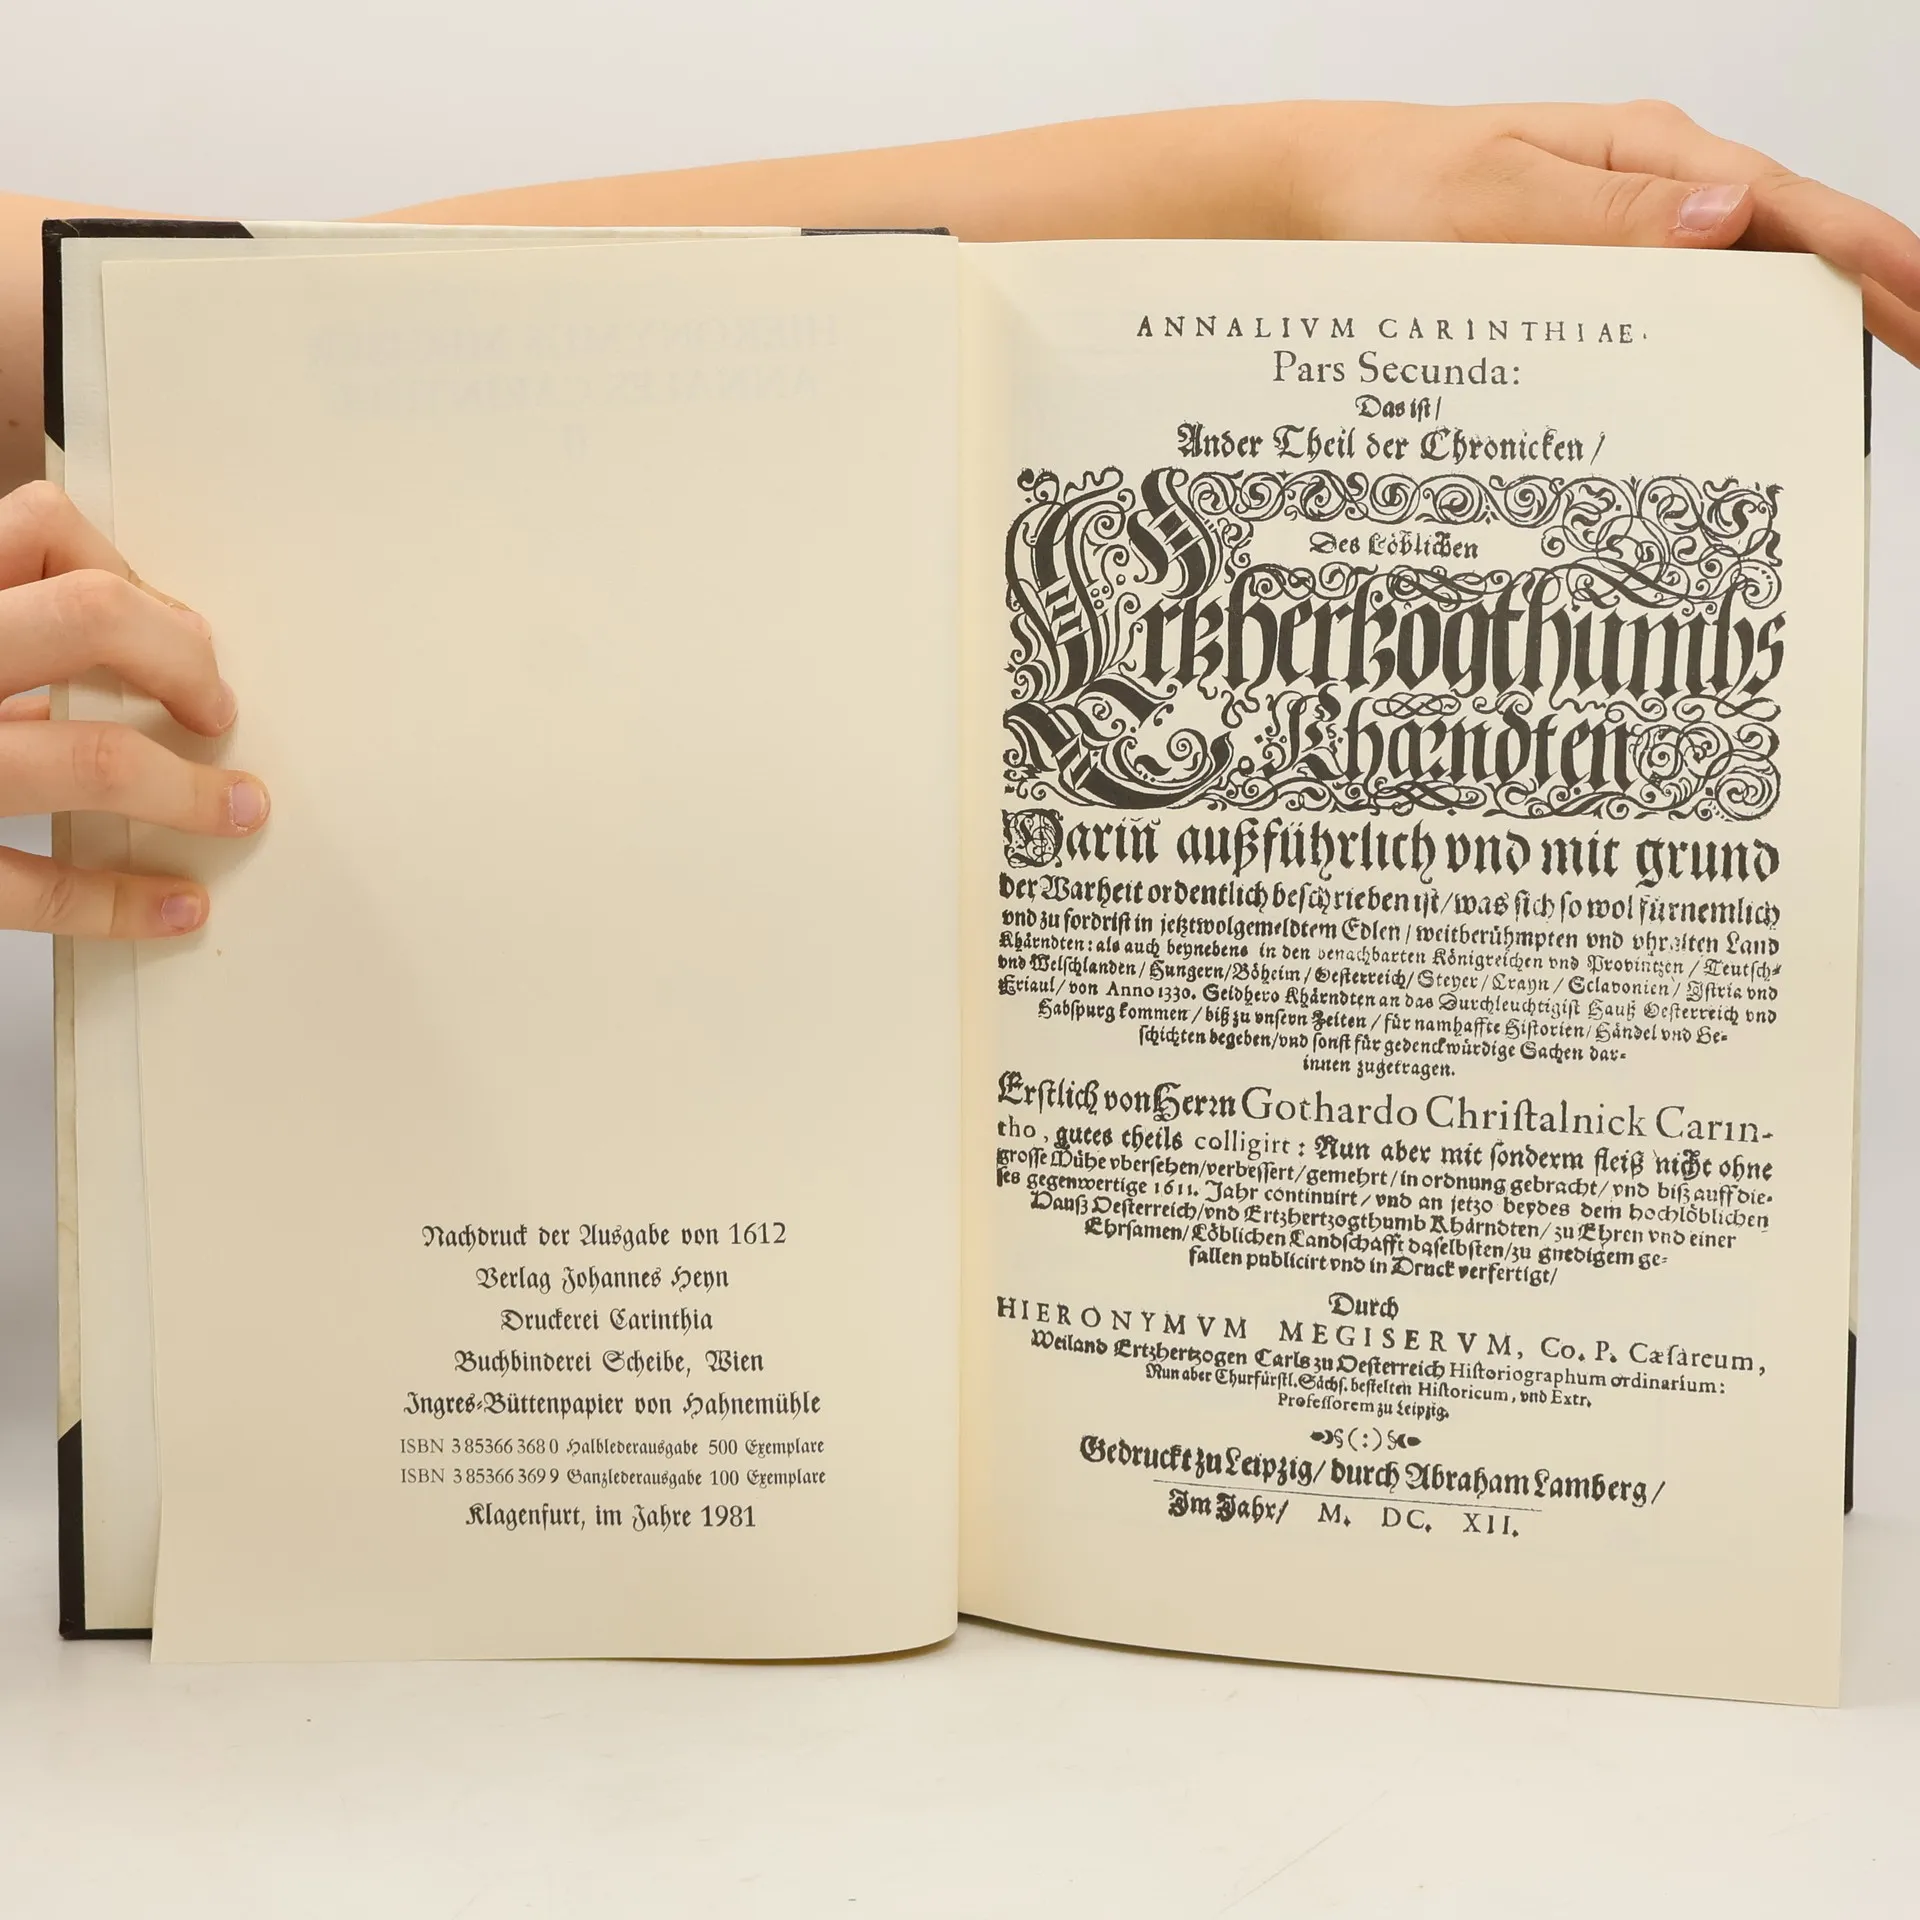 Nachdruck der Ausgabe von 1612
Verlag Johannes Heyn
Druckerei Carinthia
Buchbinderei Scheibe, Wien
Ingres-Büttenpapier von Hahnemühle
ISBN 3 85366 368 0 Halblederausgabe 500 Exemplare
ISBN 3 85366 369 9 Ganzlederausgabe 100 Exemplare
Klagenfurt, im Jahre 1981
ANNALIVM CARINTHIAE.
Pars Secunda:
Das ist/
Ander Theil der Chronicken/
Des Löblichen
Ertzhertzogthumbs
Khärndten
Darin̄ außführlich vnd mit grund
der Warheit ordentlich beschrieben ist/was sich so wol fürnemlich
vnd zu fordrist in jetztwolgemeldtem Edlen/weitberühmpten vnd vhralten Land
Khärndten: als auch beynebens in den benachbarten Königreichen vnd Provintzen/Teutsch-
vnd Welschlanden/Hungern/Böheim/Oesterreich/Steyer/Crayn/Sclavonien/Istria vnd
Friaul/von Anno 1330. Seidhero Khärndten an das Durchleuchtigist Hauß Oesterreich vnd
Habspurg kommen/biß zu vnsern Zeiten/für namhaffte Historien/Händel vnd Ge-
schichten begeben/vnd sonst für gedenckwürdige Sachen dar-
innen zugetragen.
Erstlich von Herrn Gothardo Christalnick Carin-
tho, gutes theils colligirt: Nun aber mit sonderm fleiß nicht ohne
grosse Mühe vbersehen/verbessert/gemehrt/in ordnung gebracht/vnd biß auff die-
ses gegenwertige 1611. Jahr continuirt/vnd an jetzo beydes dem hochlöblichen
Hauß Oesterreich/vnd Ertzhertzogthumb Khärndten/zu Ehren vnd einer
Ehrsamen/Löblichen Landschafft daselbsten/zu gnedigem ge-
fallen publicirt vnd in Druck verfertigt/
Durch
HIERONYMVM MEGISERVM, Co. P. Cæsareum,
Weiland Ertzhertzogen Carls zu Oesterreich Historiographum ordinarium:
Nun aber Churfürstl. Sächs. bestelten Historicum, vnd Extr.
Professorem zu Leipzig.
Gedruckt zu Leipzig/durch Abraham Lamberg/
Im Jahr/ M. DC. XII.